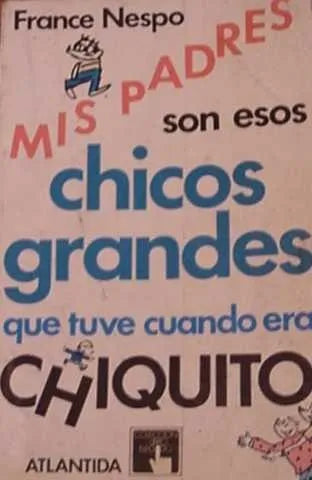 France Nespo
MIS PADRES
son esos
chicos
grandes
que tuve cuando era
CHIQUITO
ATLANTIDA